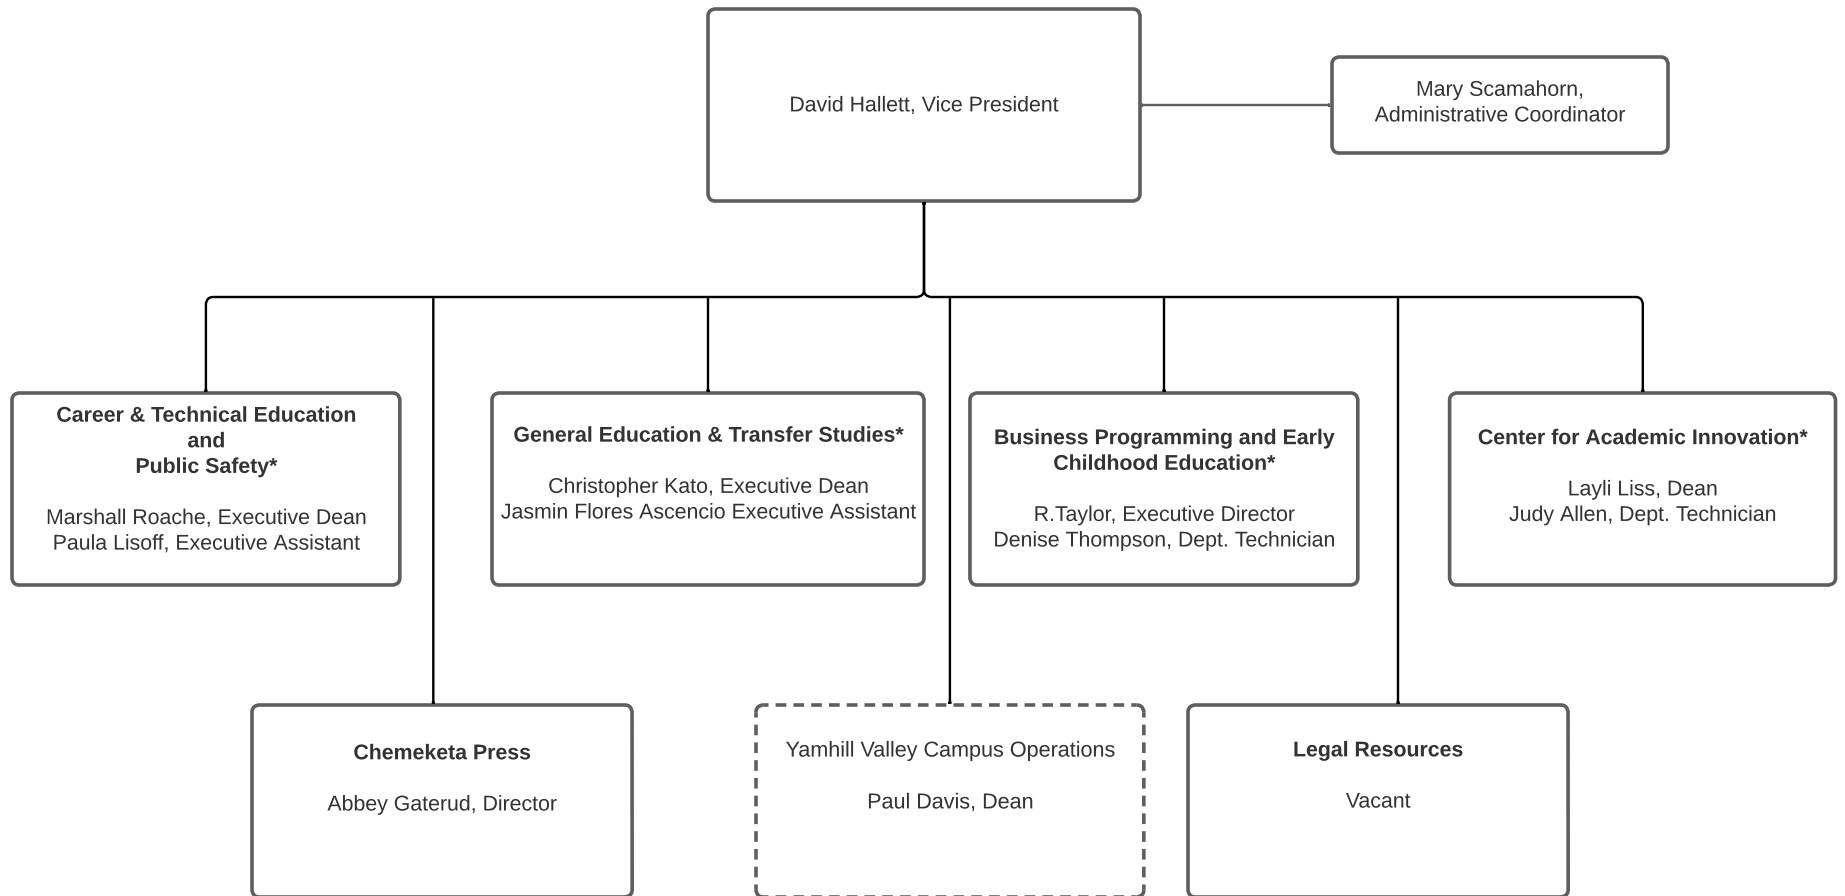 David Hallett, Vice President
Mary Scamahorn,
Administrative Coordinator
Career & Technical Education
and
Public Safety*
Marshall Roache, Executive Dean
Paula Lisoff, Executive Assistant
General Education & Transfer Studies*
Christopher Kato, Executive Dean
Jasmin Flores Ascencio Executive Assistant
Business Programming and Early
Childhood Education*
R.Taylor, Executive Director
Denise Thompson, Dept. Technician
Center for Academic Innovation*
Layli Liss, Dean
Judy Allen, Dept. Technician
Chemeketa Press
Abbey Gaterud, Director
Yamhill Valley Campus Operations
Paul Davis, Dean
Legal Resources
Vacant